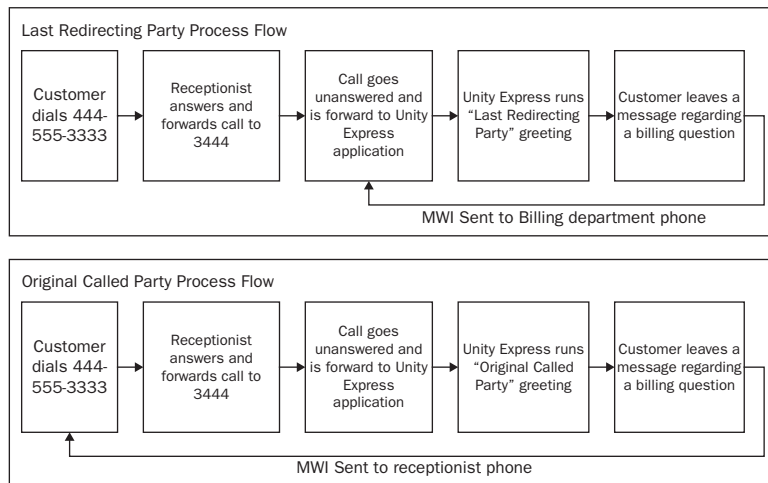 Last Redirecting Party Process Flow
Customer
dials 444-
555-3333
Receptionist
answers and
forwards call to
3444
Call goes
unanswered and
is forward to Unity
Express
application
Unity Express runs
“Last Redirecting
Party” greeting
Customer leaves a
message regarding
a billing question
MWI Sent to Billing department phone
Original Called Party Process Flow
Customer
dials 444-
555-3333
Receptionist
answers and
forwards call to
3444
Call goes
unanswered and
is forward to Unity
Express
application
Unity Express runs
“Original Called
Party” greeting
Customer leaves a
message regarding
a billing question
MWI Sent to receptionist phone